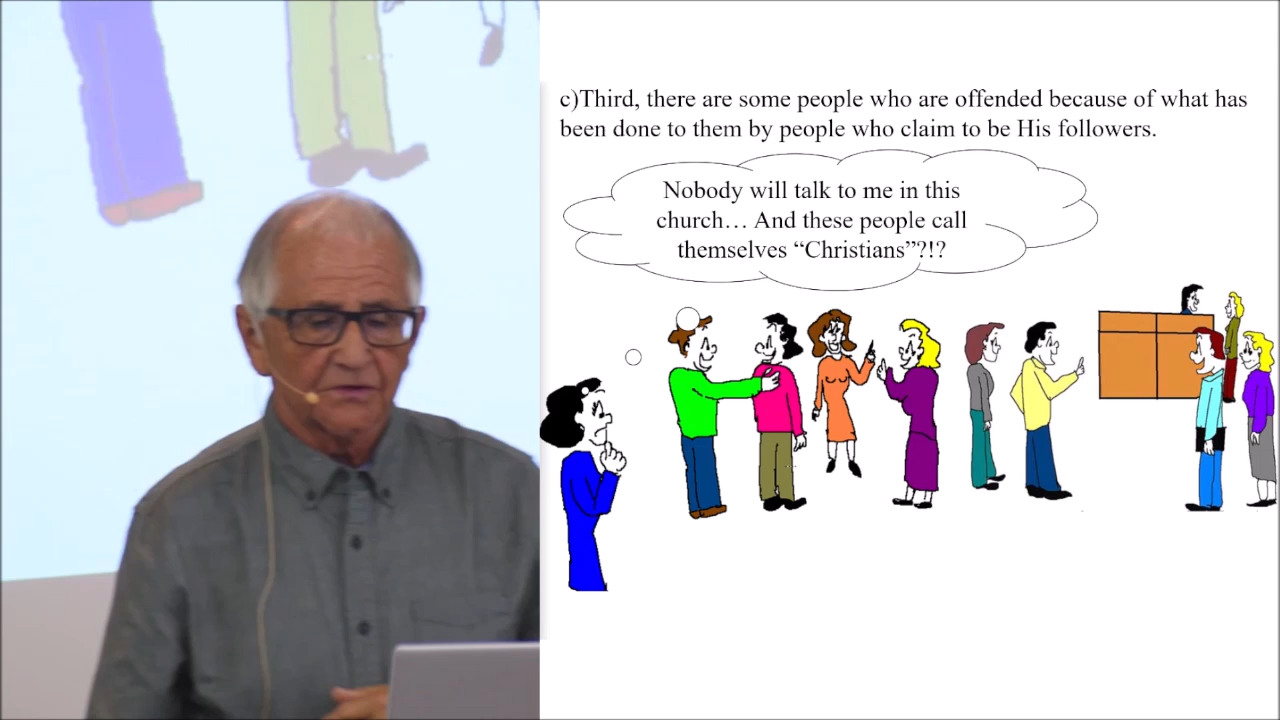 c)Third, there are some people who are offended because of what has
been done to them by people who claim to be His followers.
Nobody will talk to me in this
church… And these people call
themselves “Christians”?!?